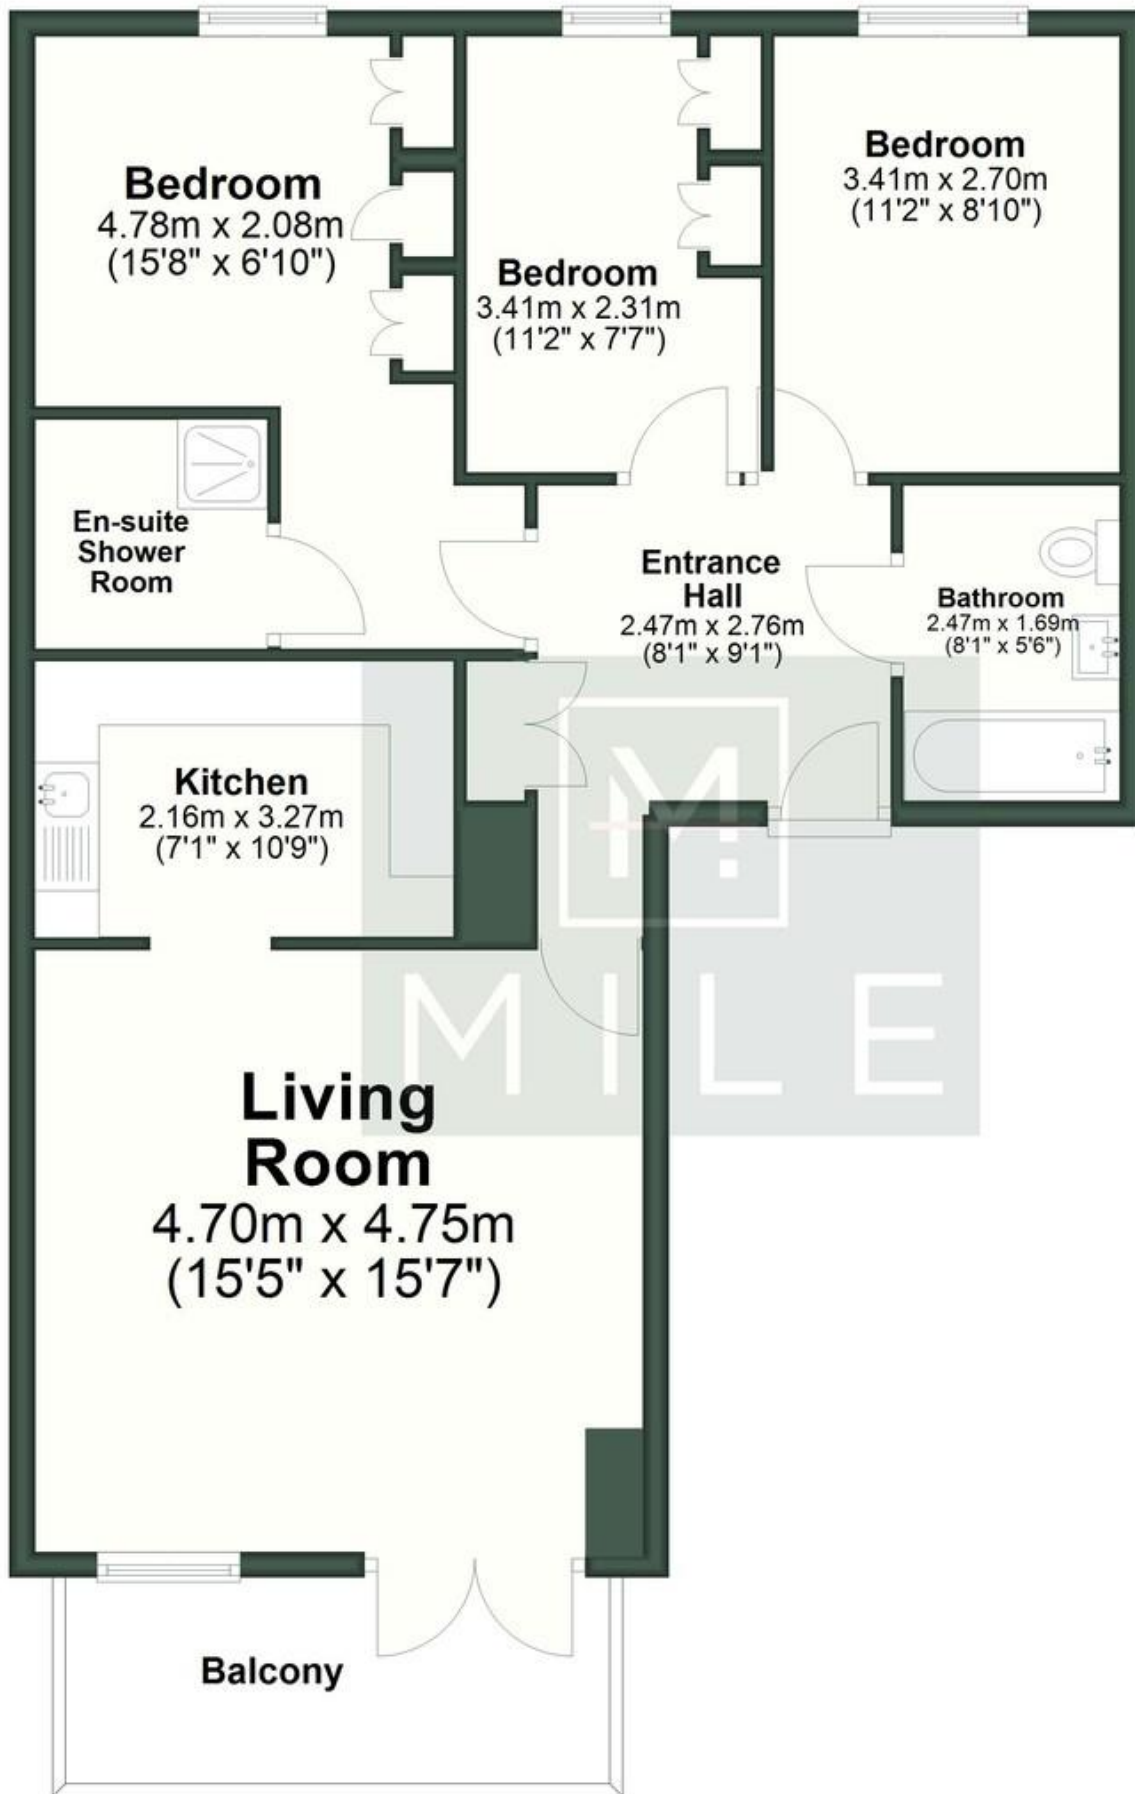 Bedroom
4.78m x 2.08m
(15'8" x 6'10")
Bedroom
3.41m x 2.31m
(11'2" x 7'7")
Bedroom
3.41m x 2.70m
(11'2" x 8'10")
En-suite
Shower
Room
Entrance
Hall
2.47m x 2.76m
(8'1" x 9'1")
Bathroom
2.47m x 1.69m
(8'1" x 5'6")
Kitchen
2.16m x 3.27m
(7'1" x 10'9")
M
MILE
Living
Room
4.70m x 4.75m
(15'5" x 15'7")
Balcony